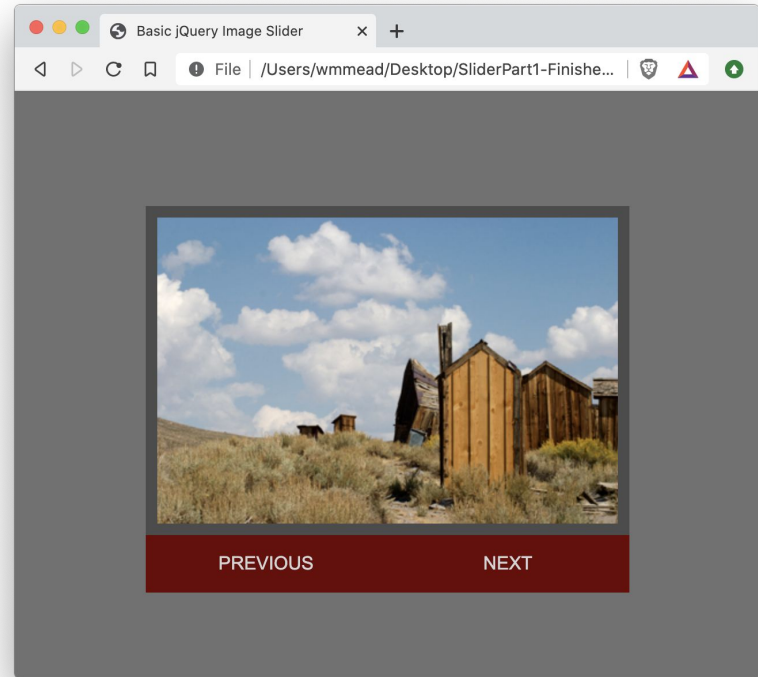 Basic jQuery Image Slider
File /Users/wmmead/Desktop/SliderPart1-Finishe...
PREVIOUS NEXT